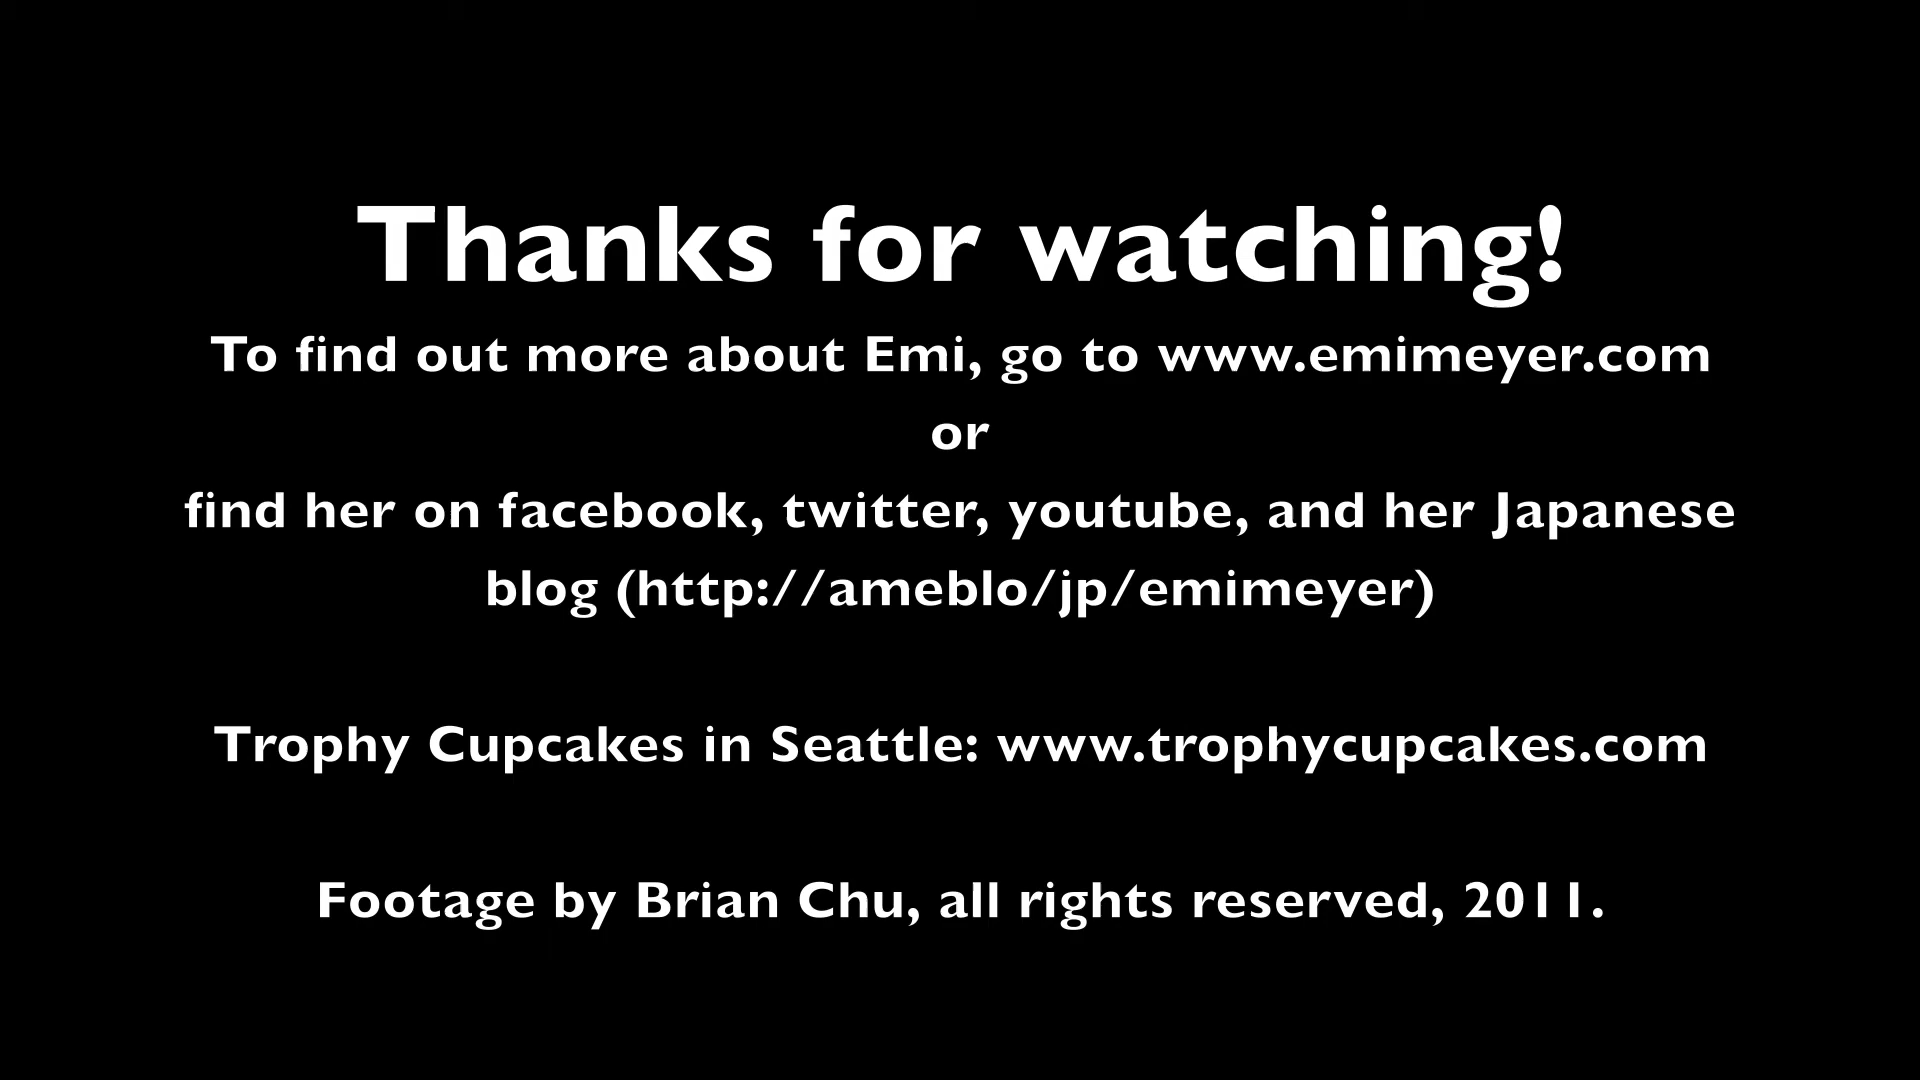 Thanks for watching!
To find out more about Emi, go to www.emimeyer.com
or
find her on facebook, twitter, youtube, and her Japanese
blog (http://ameblo/jp/emimeyer)
Trophy Cupcakes in Seattle: www.trophycupcakes.com
Footage by Brian Chu, all rights reserved, 2011.